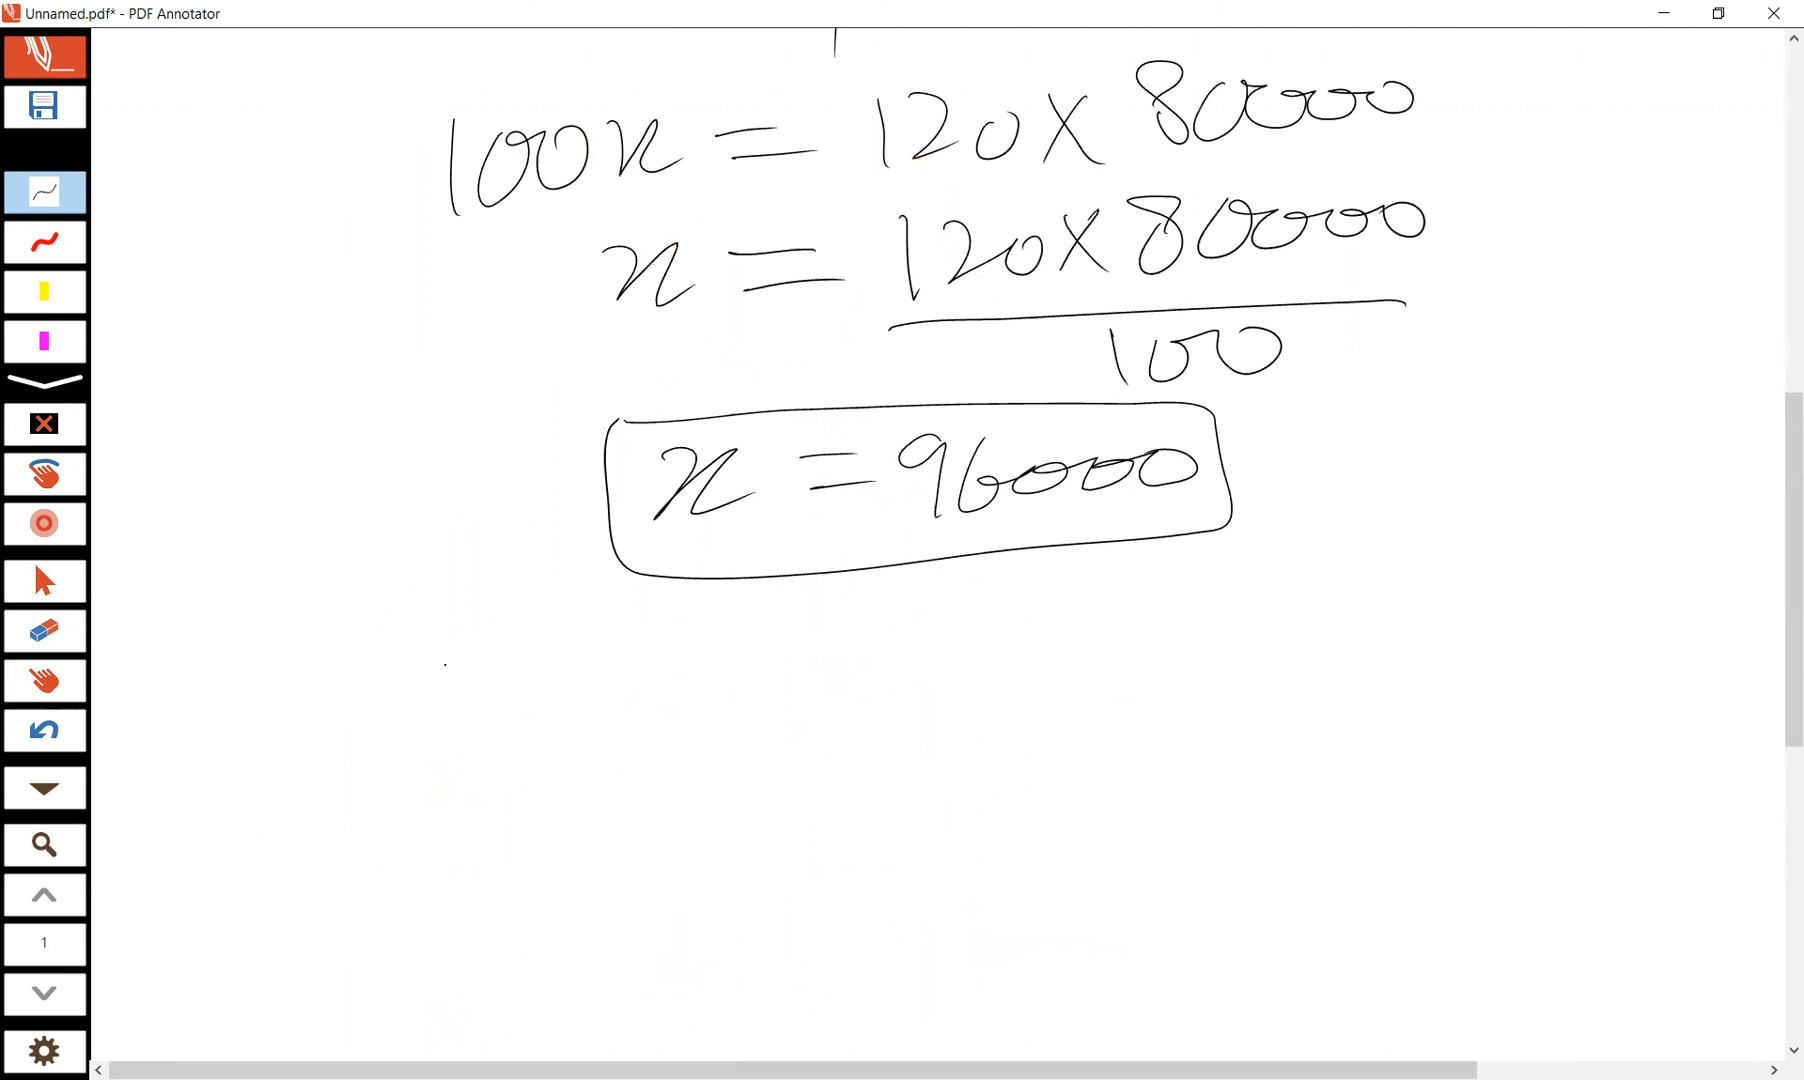 Unnamed.pdf* - PDF Annotator
100x = 120 × 80000
x = 120 × 80000
100
x = 96000
1